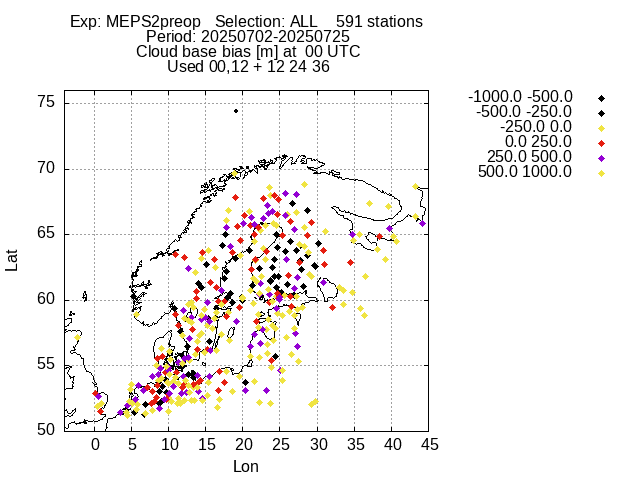 Exp: MEPS2preop   Selection: ALL    591 stations
Period: 20250702-20250725
Cloud base bias [m] at  00 UTC
Used 00,12 + 12 24 36
-1000.0 -500.0
-500.0 -250.0
-250.0 0.0
0.0 250.0
250.0 500.0
500.0 1000.0
75
70
65
60
55
50
Lat
0 5 10 15 20 25 30 35 40 45
Lon